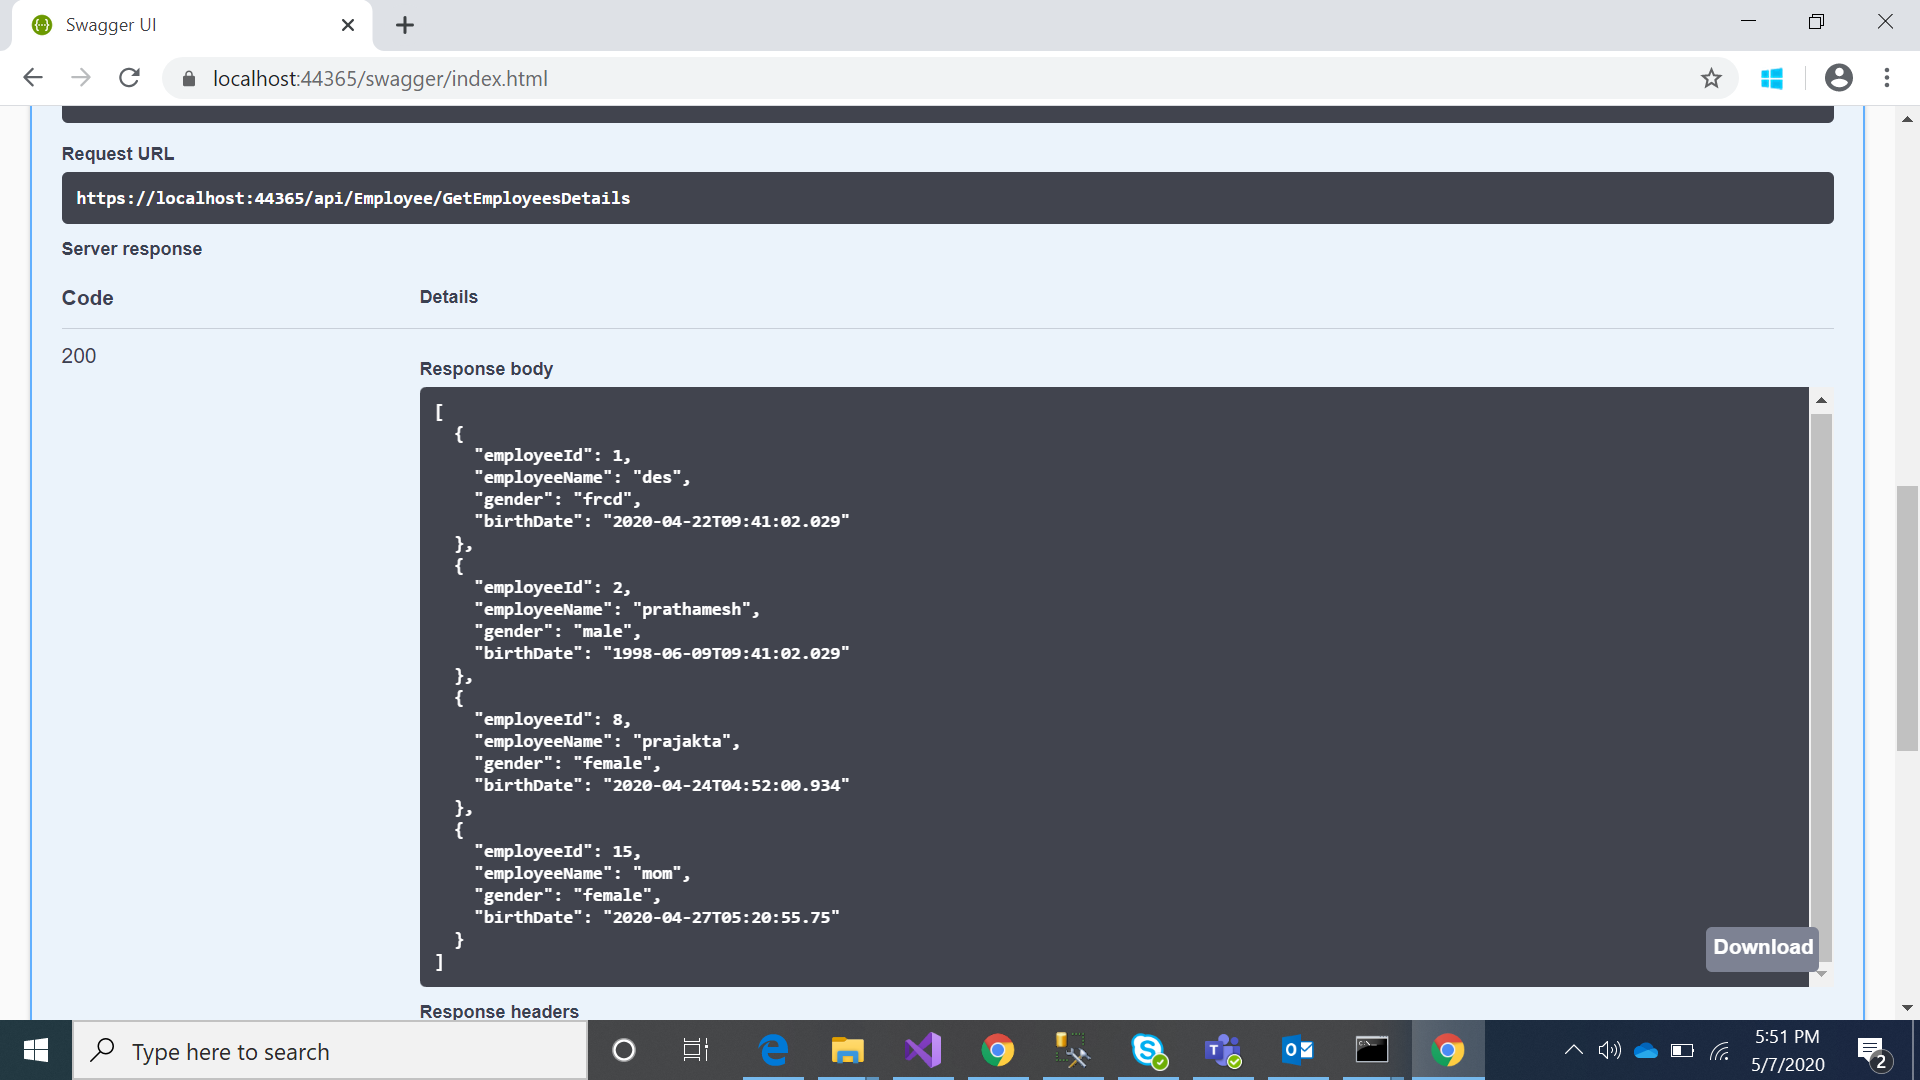 Swagger UI
localhost:44365/swagger/index.html
Request URL
https://localhost:44365/api/Employee/GetEmployeesDetails
Server response
Code Details
200
Response body
[
{
"employeeId": 1,
"employeeName": "des",
"gender": "frcd",
"birthDate": "2020-04-22T09:41:02.029"
},
{
"employeeId": 2,
"employeeName": "prathamesh",
"gender": "male",
"birthDate": "1998-06-09T09:41:02.029"
},
{
"employeeId": 8,
"employeeName": "prajakta",
"gender": "female",
"birthDate": "2020-04-24T04:52:00.934"
},
{
"employeeId": 15,
"employeeName": "mom",
"gender": "female",
"birthDate": "2020-04-27T05:20:55.75"
}
]
Download
Response headers
Type here to search
5:51 PM
5/7/2020
2